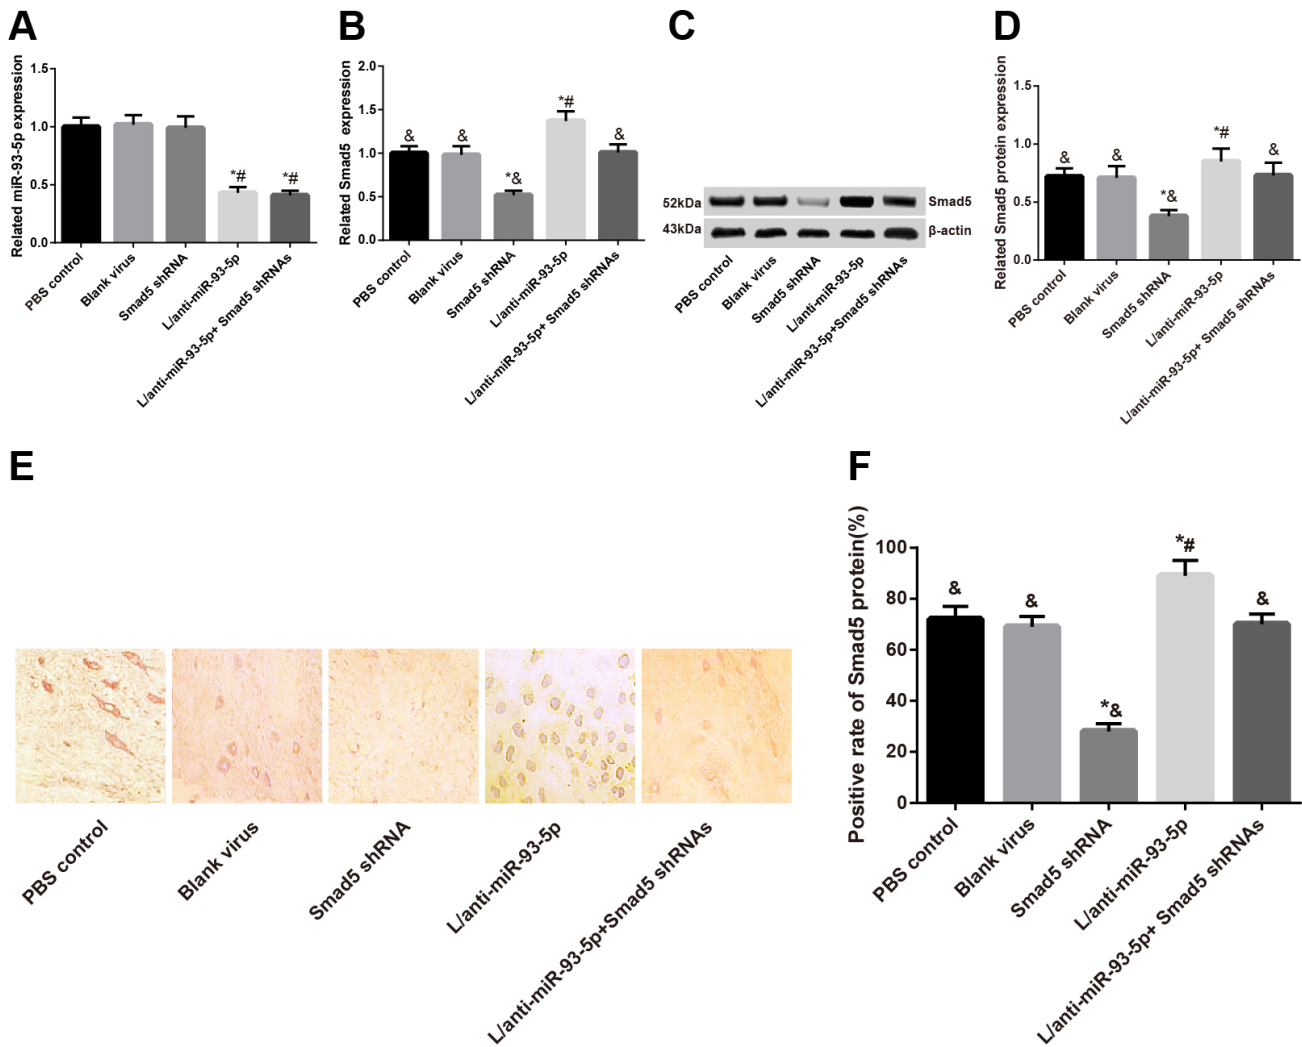 A
Related miR-93-5p expression
1.5
1.0
0.5
0.0
*#
*#
PBS control
Blank virus
Smad5 shRNA
L/anti-miR-93-5p
L/anti-miR-93-5p+ Smad5 shRNAs
B
Related Smad5 expression
2.0
1.5
1.0
0.5
0.0
&
&
*&
*#
&
PBS control
Blank virus
Smad5 shRNA
L/anti-miR-93-5p
L/anti-miR-93-5p+ Smad5 shRNAs
C
52kDa
Smad5
43kDa
β-actin
PBS control
Blank virus
Smad5 shRNA
L/anti-miR-93-5p
L/anti-miR-93-5p+Smad5 shRNAs
D
Related Smad5 protein expression
1.5
1.0
0.5
0.0
&
&
*&
*#
&
PBS control
Blank virus
Smad5 shRNA
L/anti-miR-93-5p
L/anti-miR-93-5p+ Smad5 shRNAs
E
PBS control
Blank virus
Smad5 shRNA
L/anti-miR-93-5p
L/anti-miR-93-5p+Smad5 shRNAs
F
Positive rate of Smad5 protein(%)
100
80
60
40
20
0
&
&
*&
*#
&
PBS control
Blank virus
Smad5 shRNA
L/anti-miR-93-5p
L/anti-miR-93-5p+ Smad5 shRNAs